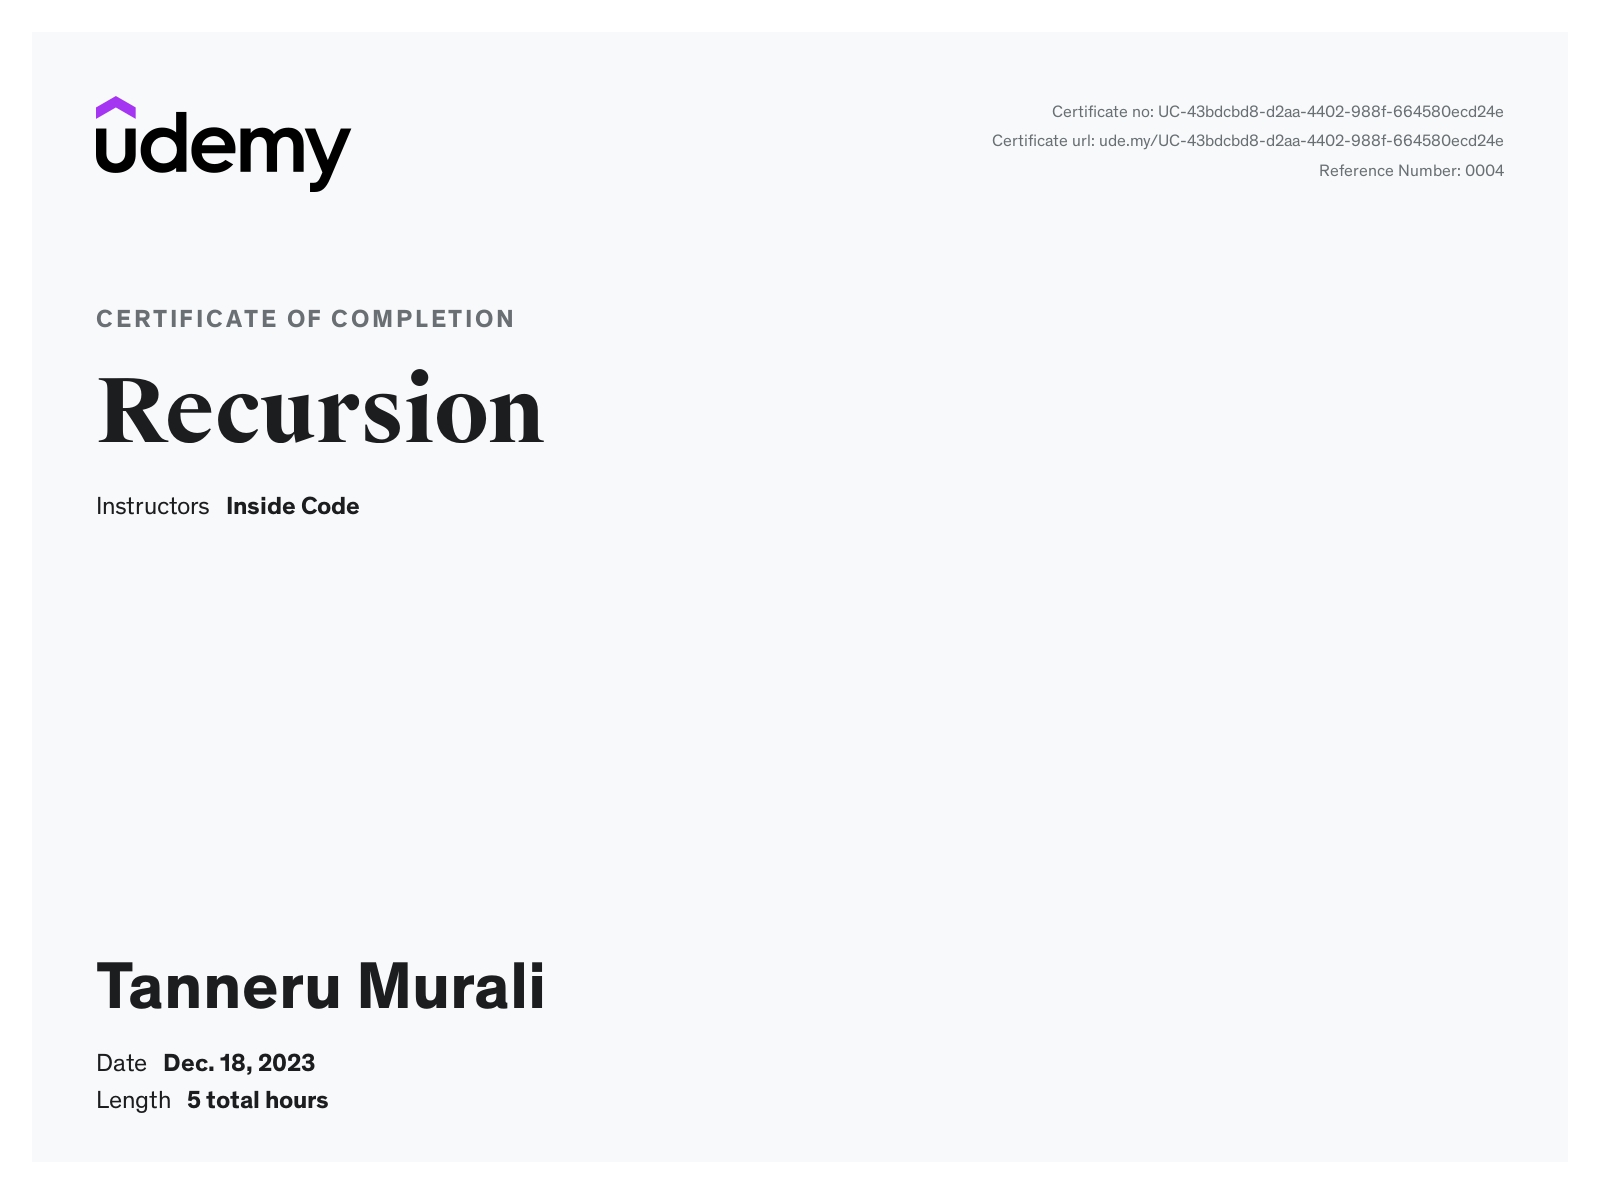 udemy
Certificate no: UC-43bdcbd8-d2aa-4402-988f-664580ecd24e
Certificate url: ude.my/UC-43bdcbd8-d2aa-4402-988f-664580ecd24e
Reference Number: 0004
CERTIFICATE OF COMPLETION
Recursion
Instructors Inside Code
Tanneru Murali
Date Dec. 18, 2023
Length 5 total hours